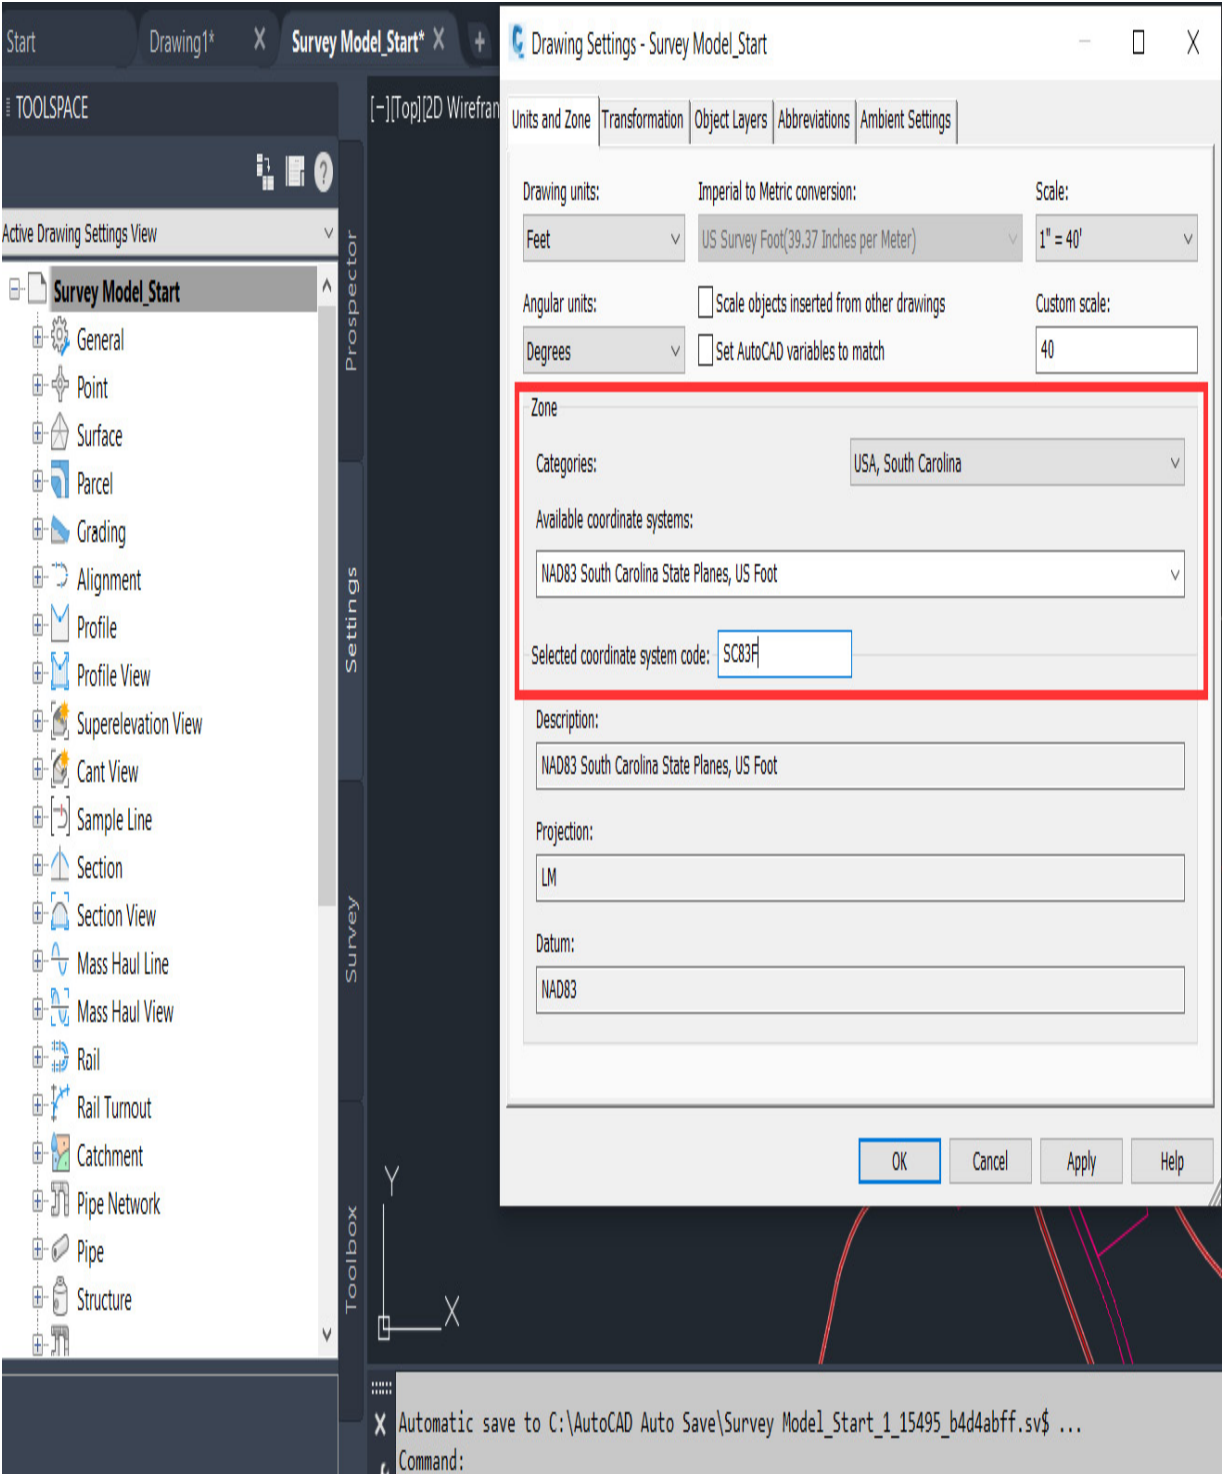 Start
Drawing1*
Survey Model_Start*
TOOLSPACE
Active Drawing Settings View
Survey Model_Start
General
Point
Surface
Parcel
Grading
Alignment
Profile
Profile View
Superelevation View
Cant View
Sample Line
Section
Section View
Mass Haul Line
Mass Haul View
Rail
Rail Turnout
Catchment
Pipe Network
Pipe
Structure
Prospector
Settings
Survey
Toolbox
[-][Top][2D Wirefran
Drawing Settings - Survey Model_Start
Units and Zone Transformation Object Layers Abbreviations Ambient Settings
Drawing units: Imperial to Metric conversion: Scale:
Feet US Survey Foot(39.37 Inches per Meter) 1" = 40'
Angular units: Scale objects inserted from other drawings Custom scale:
Degrees Set AutoCAD variables to match 40
Zone
Categories: USA, South Carolina
Available coordinate systems:
NAD83 South Carolina State Planes, US Foot
Selected coordinate system code: SC83F
Description:
NAD83 South Carolina State Planes, US Foot
Projection:
LM
Datum:
NAD83
OK Cancel Apply Help
Y
X
Automatic save to C:\AutoCAD Auto Save\Survey Model_Start_1_15495_b4d4abff.sv$ ...
Command: